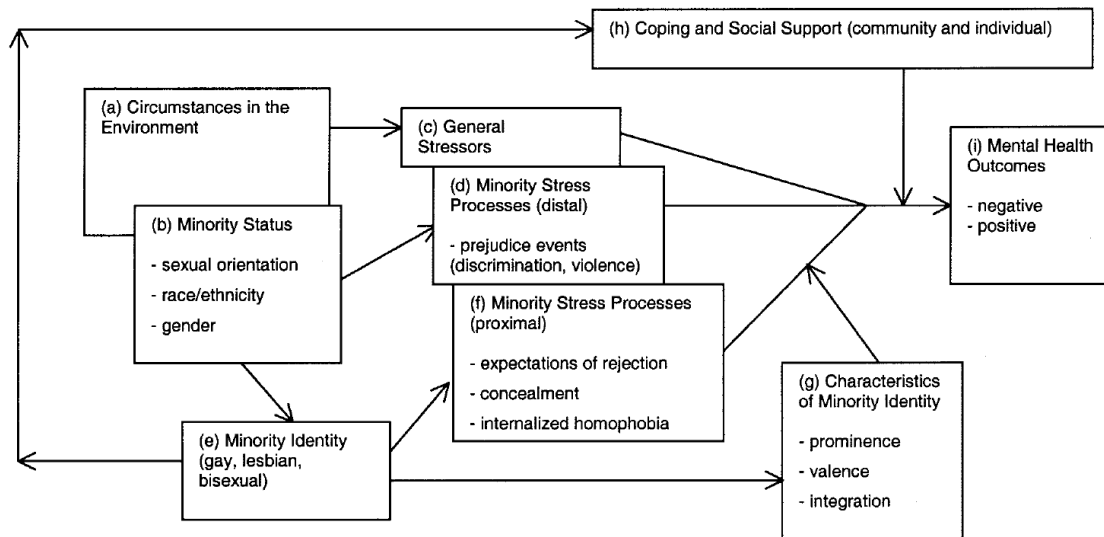 (h) Coping and Social Support (community and individual)
(a) Circumstances in the
Environment
(c) General
Stressors
(i) Mental Health
Outcomes
- negative
- positive
(d) Minority Stress
Processes (distal)
- prejudice events
(discrimination, violence)
(b) Minority Status
- sexual orientation
- race/ethnicity
- gender
(f) Minority Stress Processes
(proximal)
- expectations of rejection
- concealment
- internalized homophobia
(g) Characteristics
of Minority Identity
- prominence
- valence
- integration
(e) Minority Identity
(gay, lesbian,
bisexual)